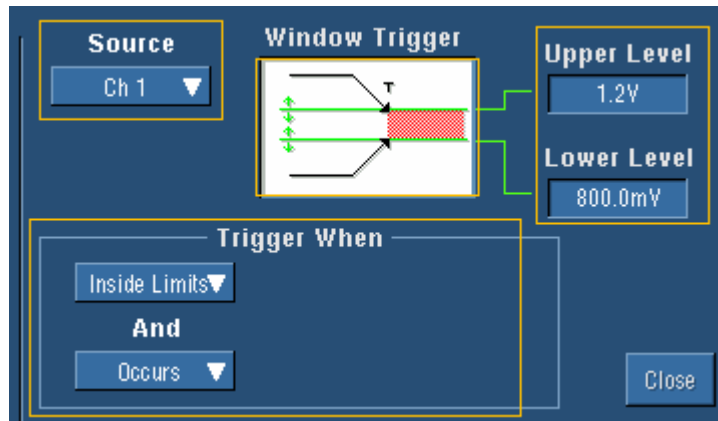 Source
Ch 1
Window Trigger
T
Upper Level
1.2V
Lower Level
800.0mV
Trigger When
Inside Limits
And
Occurs
Close